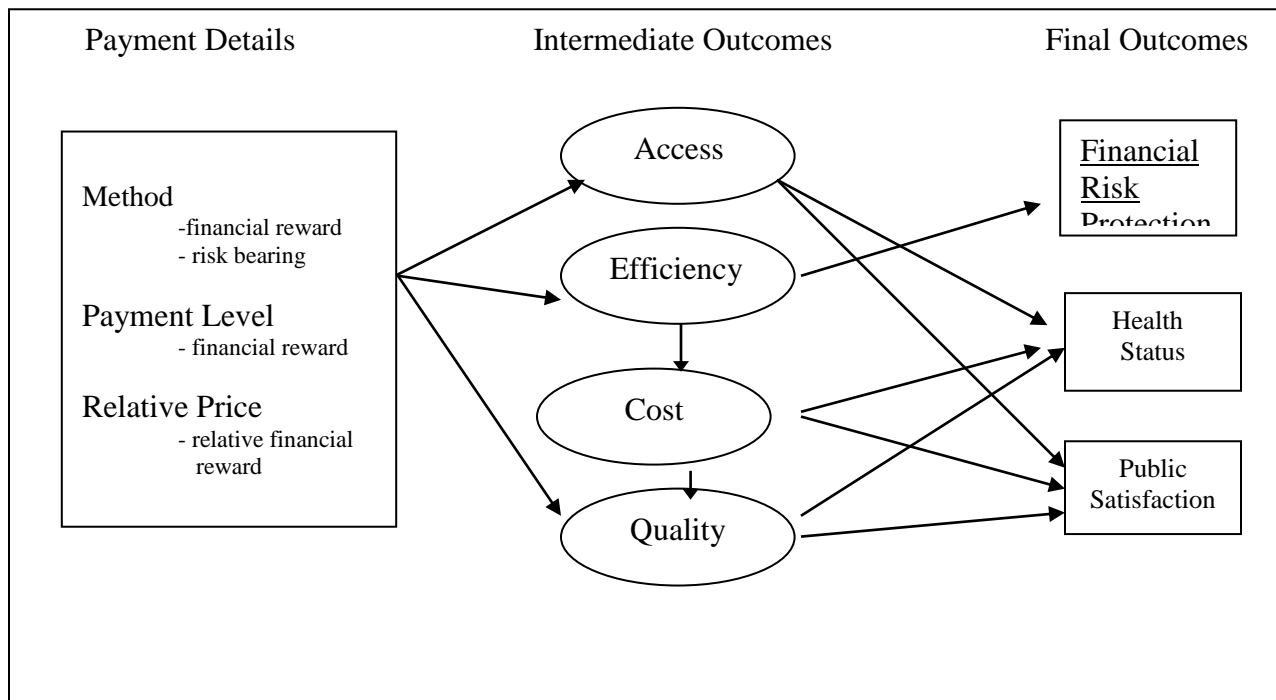 Payment Details Intermediate Outcomes Final Outcomes
Method
-financial reward
- risk bearing
Payment Level
- financial reward
Relative Price
- relative financial
reward
Access
Efficiency
Cost
Quality
Financial
Risk
Protection
Health
Status
Public
Satisfaction